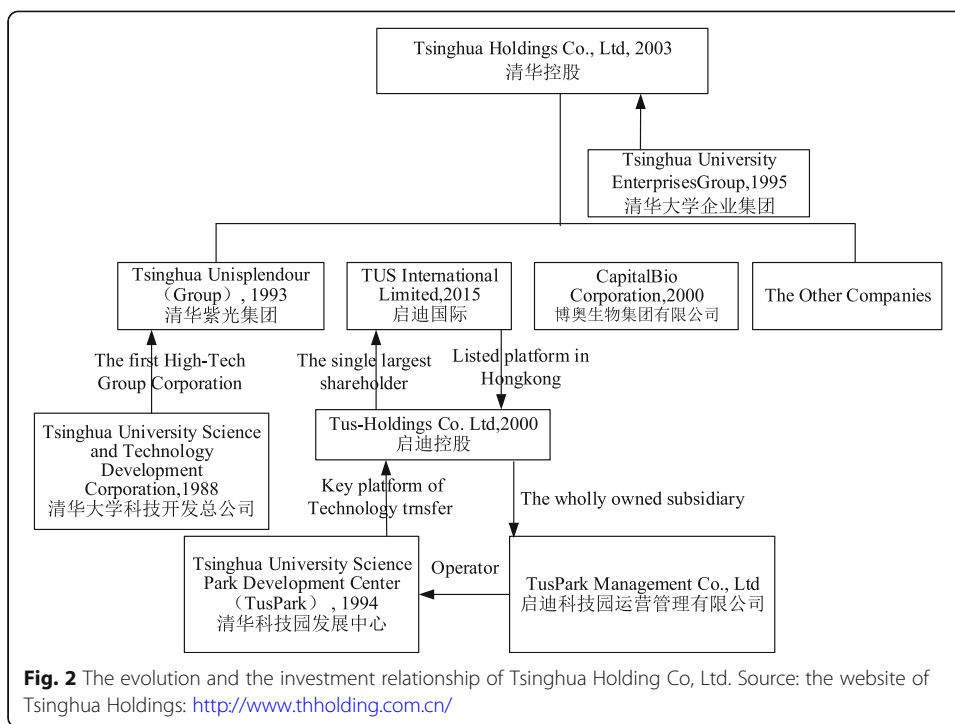 Tsinghua Holdings Co., Ltd, 2003
清华控股
Tsinghua University
EnterprisesGroup,1995
清华大学企业集团
Tsinghua Unisplendour
（Group）, 1993
清华紫光集团
TUS International
Limited,2015
启迪国际
CapitalBio
Corporation,2000
博奥生物集团有限公司
The Other Companies
The first High-Tech
Group Corporation
The single largest
shareholder
Listed platform in
Hongkong
Tsinghua University Science
and Technology
Development
Corporation,1988
清华大学科技开发总公司
Tus-Holdings Co. Ltd,2000
启迪控股
Key platform of
Technology trnsfer
The wholly owned subsidiary
Tsinghua University Science
Park Development Center
（TusPark）, 1994
清华科技园发展中心
Operator
TusPark Management Co., Ltd
启迪科技园运营管理有限公司
Fig. 2 The evolution and the investment relationship of Tsinghua Holding Co, Ltd. Source: the website of
Tsinghua Holdings: http://www.thholding.com.cn/